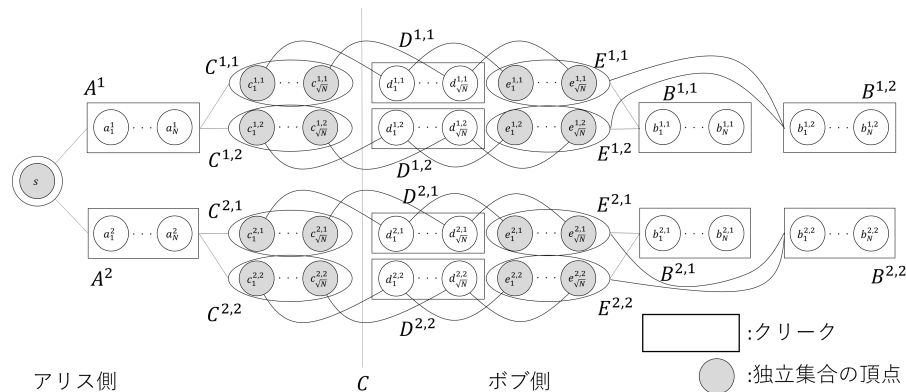 D^{1,1}
C^{1,1} E^{1,1}
c_1^{1,1} ··· c_{√N}^{1,1} d_1^{1,1} ··· d_{√N}^{1,1} e_1^{1,1} ··· e_{√N}^{1,1}
A^1 B^{1,1} B^{1,2}
a_1^1 ··· a_N^1 c_1^{1,2} ··· c_{√N}^{1,2} d_1^{1,2} ··· d_{√N}^{1,2} e_1^{1,2} ··· e_{√N}^{1,2} b_1^{1,1} ··· b_N^{1,1} b_1^{1,2} ··· b_N^{1,2}
C^{1,2} D^{1,2} E^{1,2}
s
C^{2,1} D^{2,1} E^{2,1}
a_1^2 ··· a_N^2 c_1^{2,1} ··· c_{√N}^{2,1} d_1^{2,1} ··· d_{√N}^{2,1} e_1^{2,1} ··· e_{√N}^{2,1} b_1^{2,1} ··· b_N^{2,1} b_1^{2,2} ··· b_N^{2,2}
A^2 c_1^{2,2} ··· c_{√N}^{2,2} d_1^{2,2} ··· d_{√N}^{2,2} e_1^{2,2} ··· e_{√N}^{2,2} B^{2,1} B^{2,2}
C^{2,2} D^{2,2} E^{2,2}
:クリーク
:独立集合の頂点
アリス側 C ボブ側